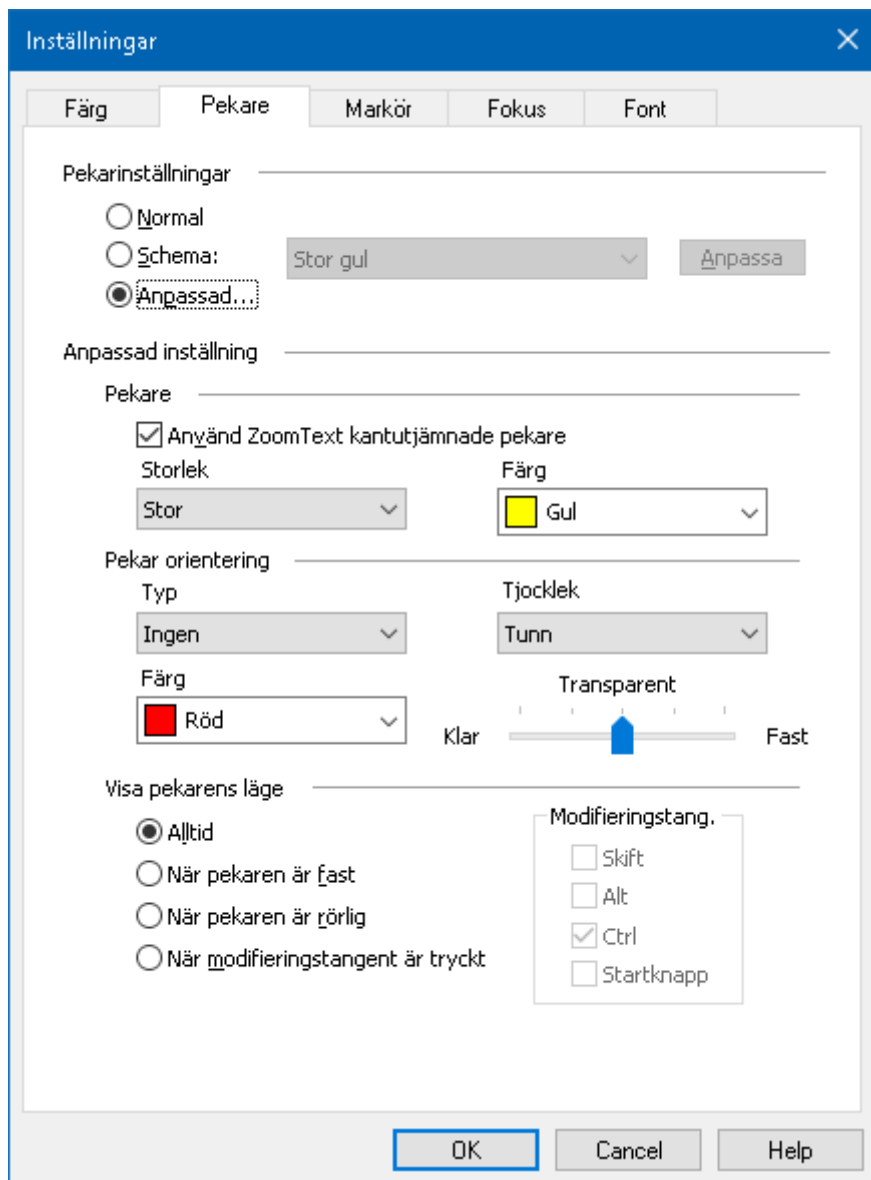 Inställningar
Färg Pekare Markör Fokus Font
Pekarinställningar
Normal
Schema: Stor gul Anpassa
Anpassad...
Anpassad inställning
Pekare
Använd ZoomText kantutjämnade pekare
Storlek Färg
Stor Gul
Pekar orientering
Typ Tjocklek
Ingen Tunn
Färg Transparent
Röd Klar Fast
Visa pekarens läge
Modifieringstang.
Alltid
Skift
När pekaren är fast
Alt
När pekaren är rörlig
Ctrl
När modifieringstangent är tryckt
Startknapp
OK Cancel Help